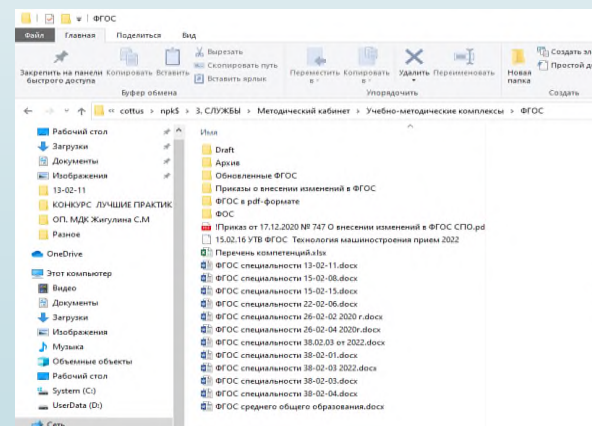 ФГОС
Файл Главная Поделиться Вид
Закрепить на панели быстрого доступа
Копировать
Вставить
Вырезать
Скопировать путь
Вставить ярлык
Буфер обмена
Переместить в
Копировать в
Удалить
Переименовать
Упорядочить
Новая папка
Создать эл
Простой д
Создать
« cottus › npk$ › 3. СЛУЖБЫ › Методический кабинет › Учебно-методические комплексы › ФГОС
Рабочий стол
Загрузки
Документы
Изображения
13-02-11
КОНКУРС ЛУЧШИЕ ПРАКТИК
ОП. МДК Жигулина С.М
Разное
OneDrive
Этот компьютер
Видео
Документы
Загрузки
Изображения
Музыка
Объемные объекты
Рабочий стол
System (C:)
UserData (D:)
Сеть
Имя
Draft
Архив
Обновленные ФГОС
Приказы о внесении изменений в ФГОС
ФГОС в pdf-формате
ФОС
!Приказ от 17.12.2020 № 747 О внесении изменений в ФГОС СПО.pd
15.02.16 УТВ ФГОС Технология машиностроения прием 2022
Перечень компетенций.xlsx
ФГОС специальности 13-02-11.docx
ФГОС специальности 15-02-08.docx
ФГОС специальности 15-02-15.docx
ФГОС специальности 22-02-06.docx
ФГОС специальности 26-02-02 2020 г.docx
ФГОС специальности 26-02-04 2020г.docx
ФГОС специальности 38.02.03 от 2022.docx
ФГОС специальности 38-02-01.docx
ФГОС специальности 38-02-03 2022.docx
ФГОС специальности 38-02-03.docx
ФГОС специальности 38-02-04.docx
ФГОС среднего общего образования.docx